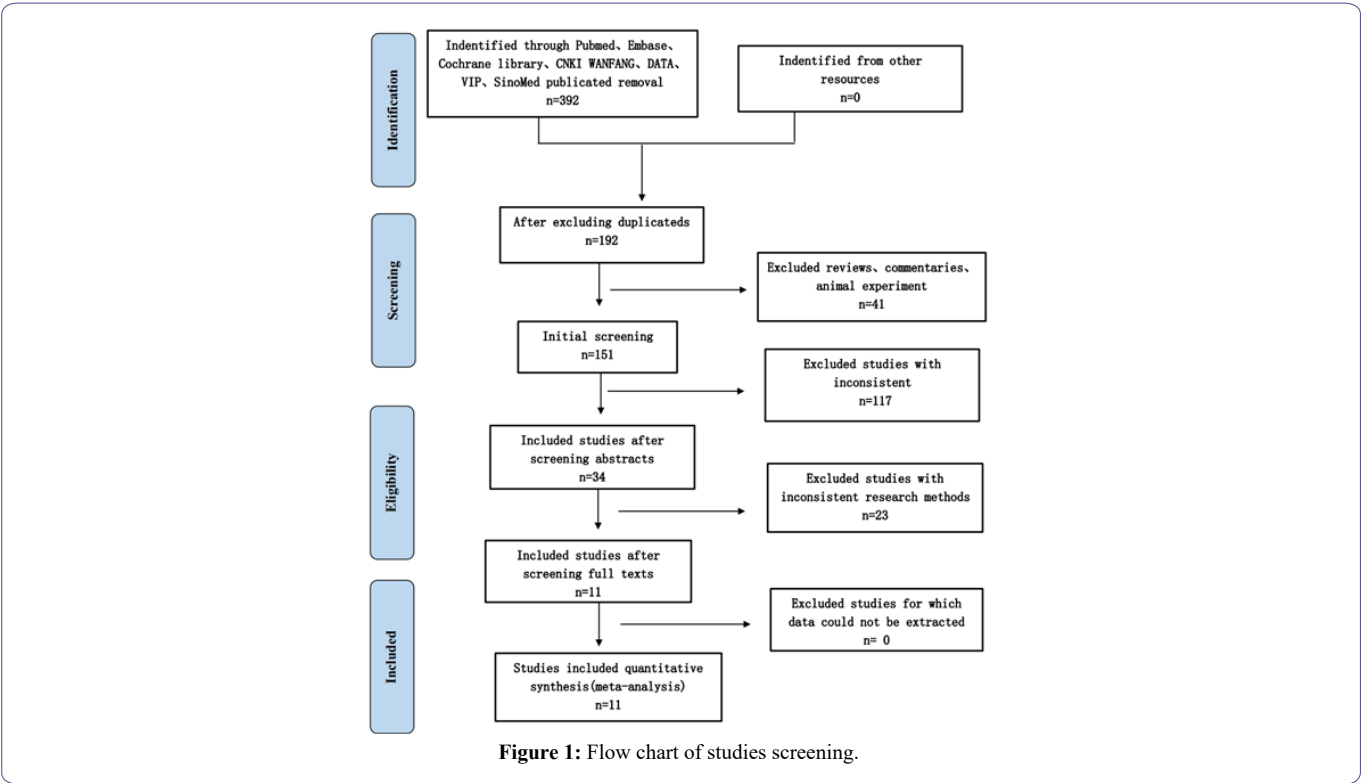 Identification
Indentified through Pubmed、Embase、
Cochrane library、CNKI WANFANG、DATA、
VIP、SinoMed publicated removal
n=392
Indentified from other
resources
n=0
Screening
After excluding duplicateds
n=192
Excluded reviews、commentaries、
animal experiment
n=41
Initial screening
n=151
Excluded studies with
inconsistent
n=117
Eligibility
Included studies after
screening abstracts
n=34
Excluded studies with
inconsistent research methods
n=23
Included studies after
screening full texts
n=11
Included
Excluded studies for which
data could not be extracted
n= 0
Studies included quantitative
synthesis(meta-analysis)
n=11
Figure 1: Flow chart of studies screening.